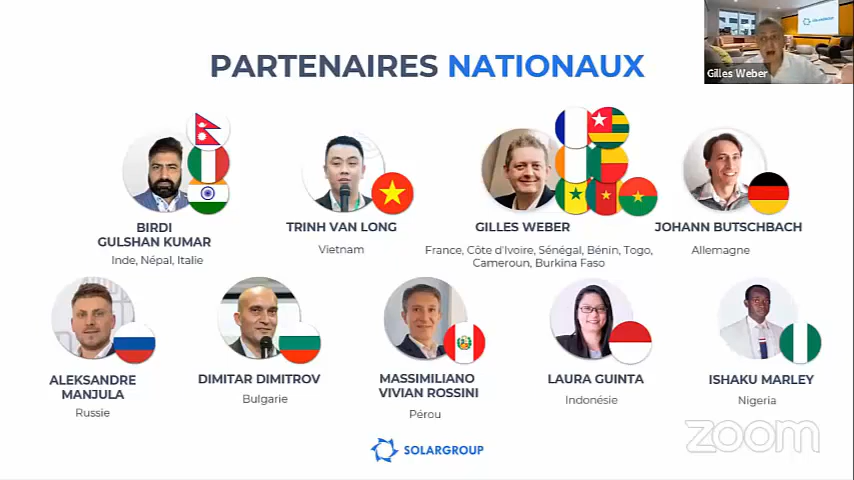 PARTENAIRES NATIONAUX
SOLARGROUP
Gilles Weber
BIRDI
GULSHAN KUMAR
Inde, Népal, Italie
TRINH VAN LONG
Vietnam
GILLES WEBER
France, Côte d'Ivoire, Sénégal, Bénin, Togo,
Cameroun, Burkina Faso
JOHANN BUTSCHBACH
Allemagne
ALEKSANDRE
MANJULA
Russie
DIMITAR DIMITROV
Bulgarie
MASSIMILIANO
VIVIAN ROSSINI
Pérou
LAURA GUINTA
Indonésie
ISHAKU MARLEY
Nigeria
SOLARGROUP
zoom